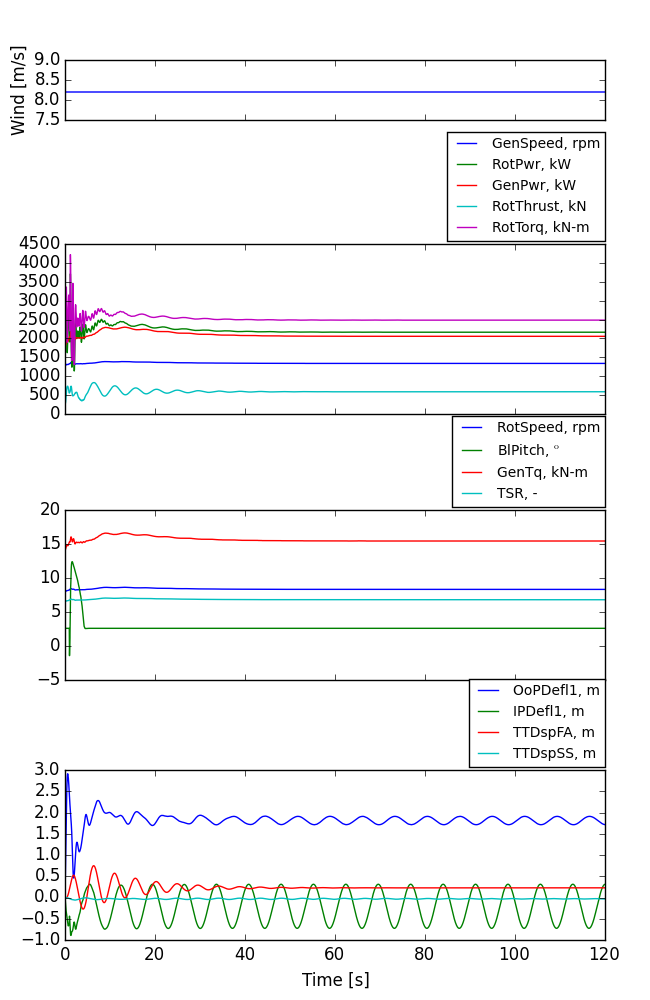 Wind [m/s]
9.0
8.5
8.0
7.5
GenSpeed, rpm
RotPwr, kW
GenPwr, kW
RotThrust, kN
RotTorq, kN-m
4500
4000
3500
3000
2500
2000
1500
1000
500
0
RotSpeed, rpm
BlPitch, °
GenTq, kN-m
TSR, -
20
15
10
5
0
−5
OoPDefl1, m
IPDefl1, m
TTDspFA, m
TTDspSS, m
3.0
2.5
2.0
1.5
1.0
0.5
0.0
−0.5
−1.0
0 20 40 60 80 100 120
Time [s]